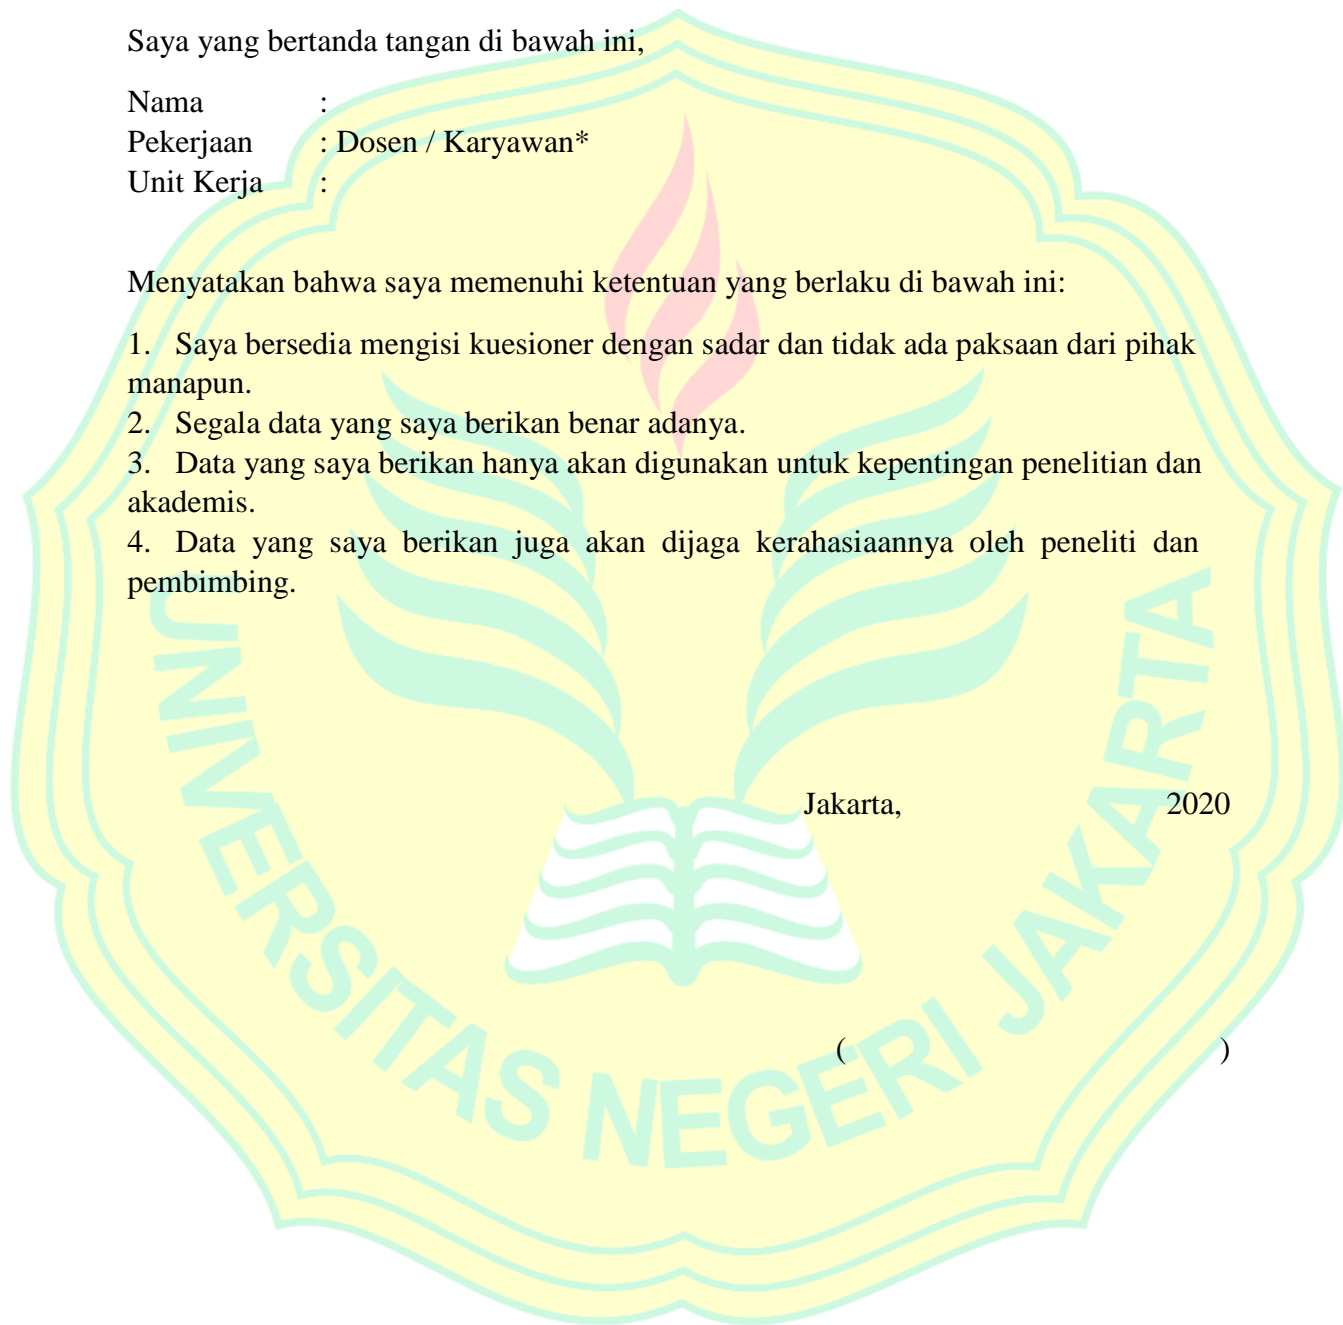 Saya yang bertanda tangan di bawah ini,
Nama :
Pekerjaan : Dosen / Karyawan*
Unit Kerja :
Menyatakan bahwa saya memenuhi ketentuan yang berlaku di bawah ini:
1. Saya bersedia mengisi kuesioner dengan sadar dan tidak ada paksaan dari pihak
manapun.
2. Segala data yang saya berikan benar adanya.
3. Data yang saya berikan hanya akan digunakan untuk kepentingan penelitian dan
akademis.
4. Data yang saya berikan juga akan dijaga kerahasiaannya oleh peneliti dan
pembimbing.
Jakarta, 2020
( )
UNIVERSITAS NEGERI JAKARTA